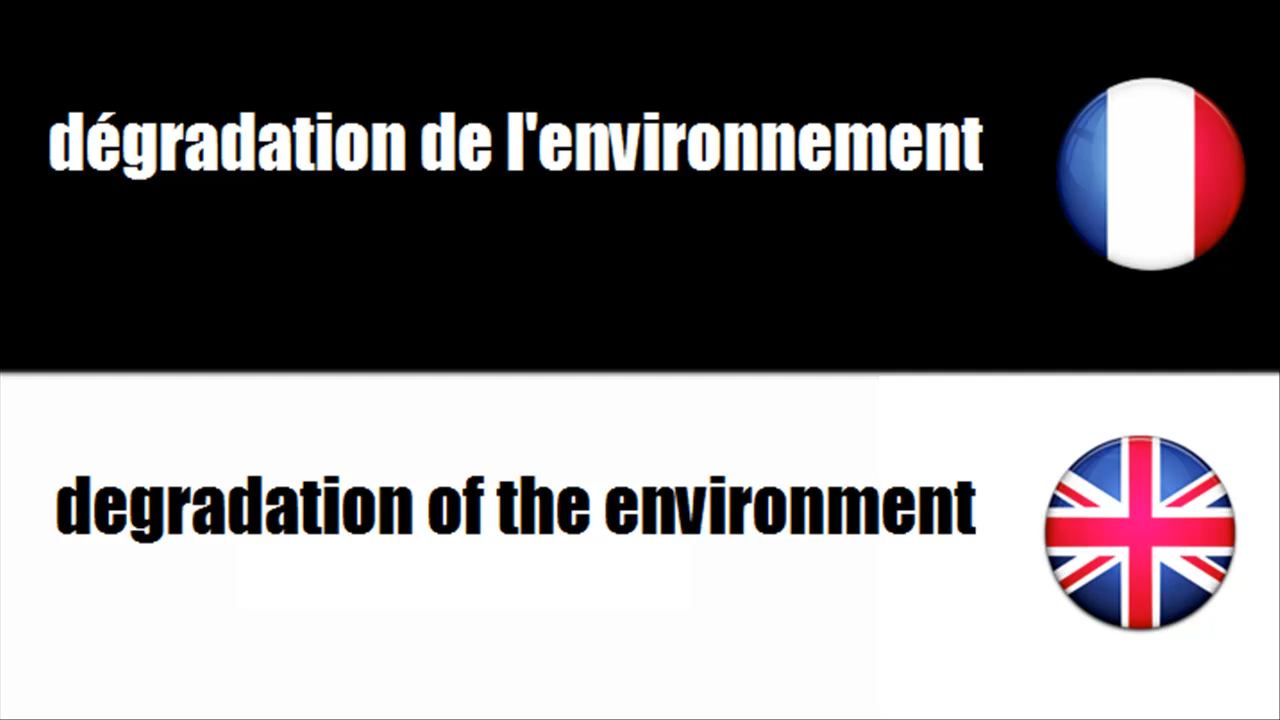 dégradation de l'environnement
degradation of the environment